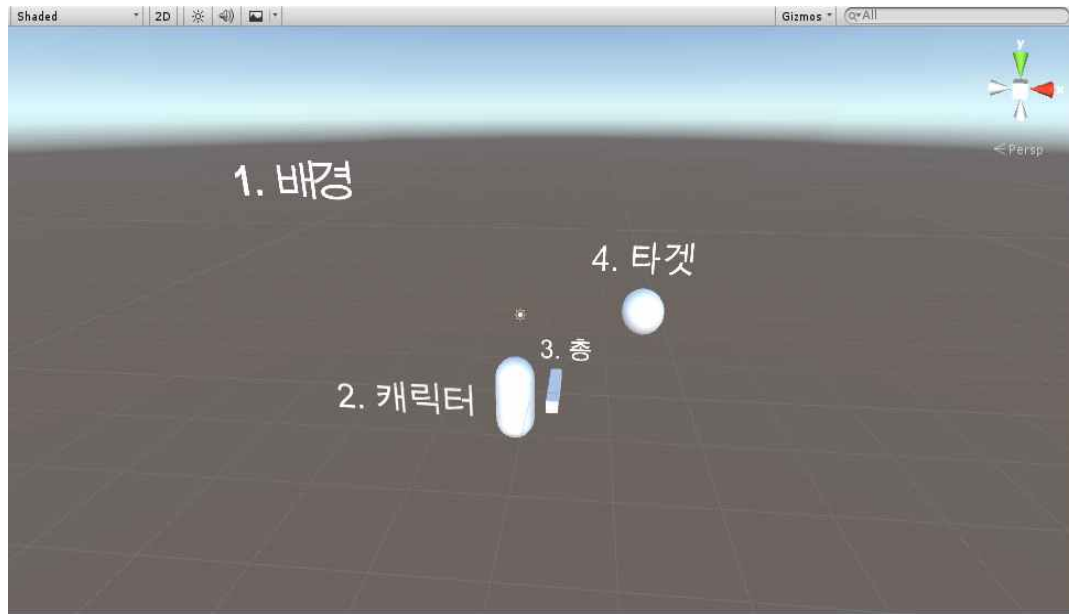 Shaded 2D Gizmos All
y
x
Persp
1. 배경
4. 타겟
3. 총
2. 캐릭터